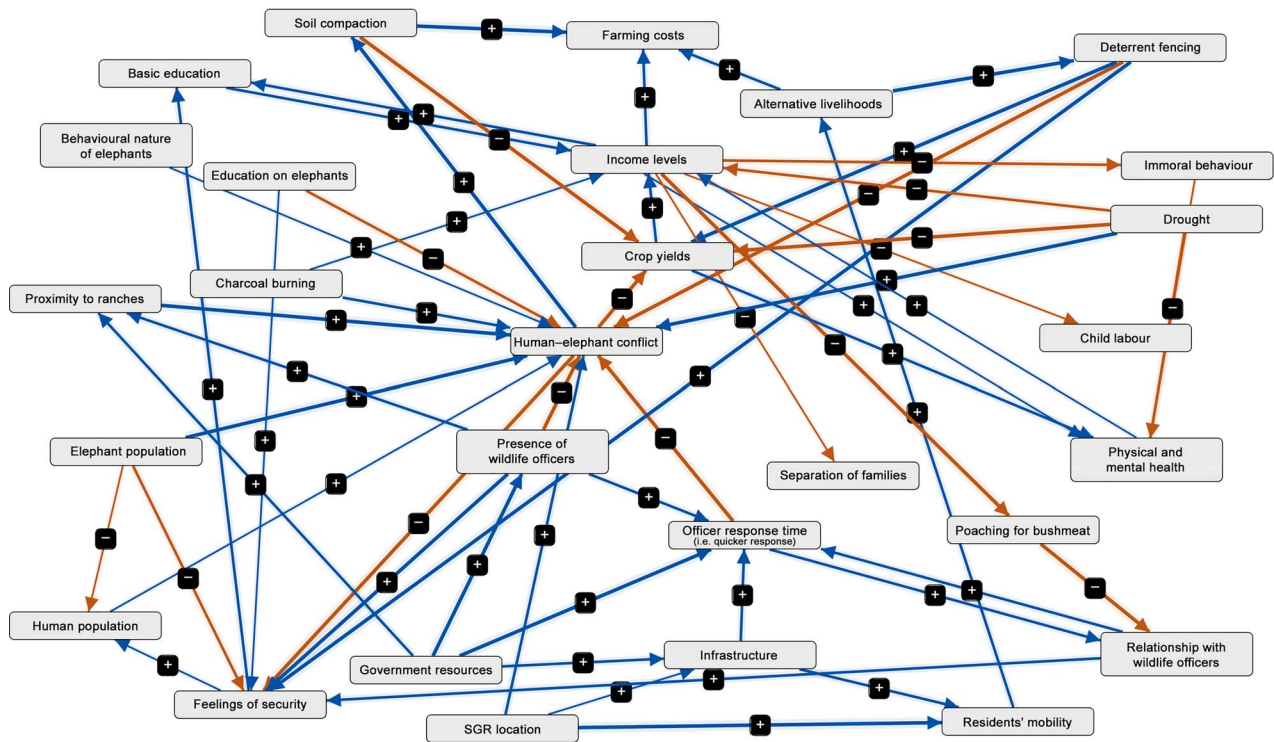 Soil compaction
Farming costs
Deterrent fencing
Basic education
Alternative livelihoods
Behavioural nature
of elephants
Income levels
Immoral behaviour
Education on elephants
Drought
Crop yields
Charcoal burning
Proximity to ranches
Human–elephant conflict
Child labour
Elephant population
Presence of
wildlife officers
Physical and
mental health
Separation of families
Officer response time
(i.e. quicker response)
Poaching for bushmeat
Human population
Infrastructure
Relationship with
wildlife officers
Government resources
Feelings of security
SGR location
Residents' mobility